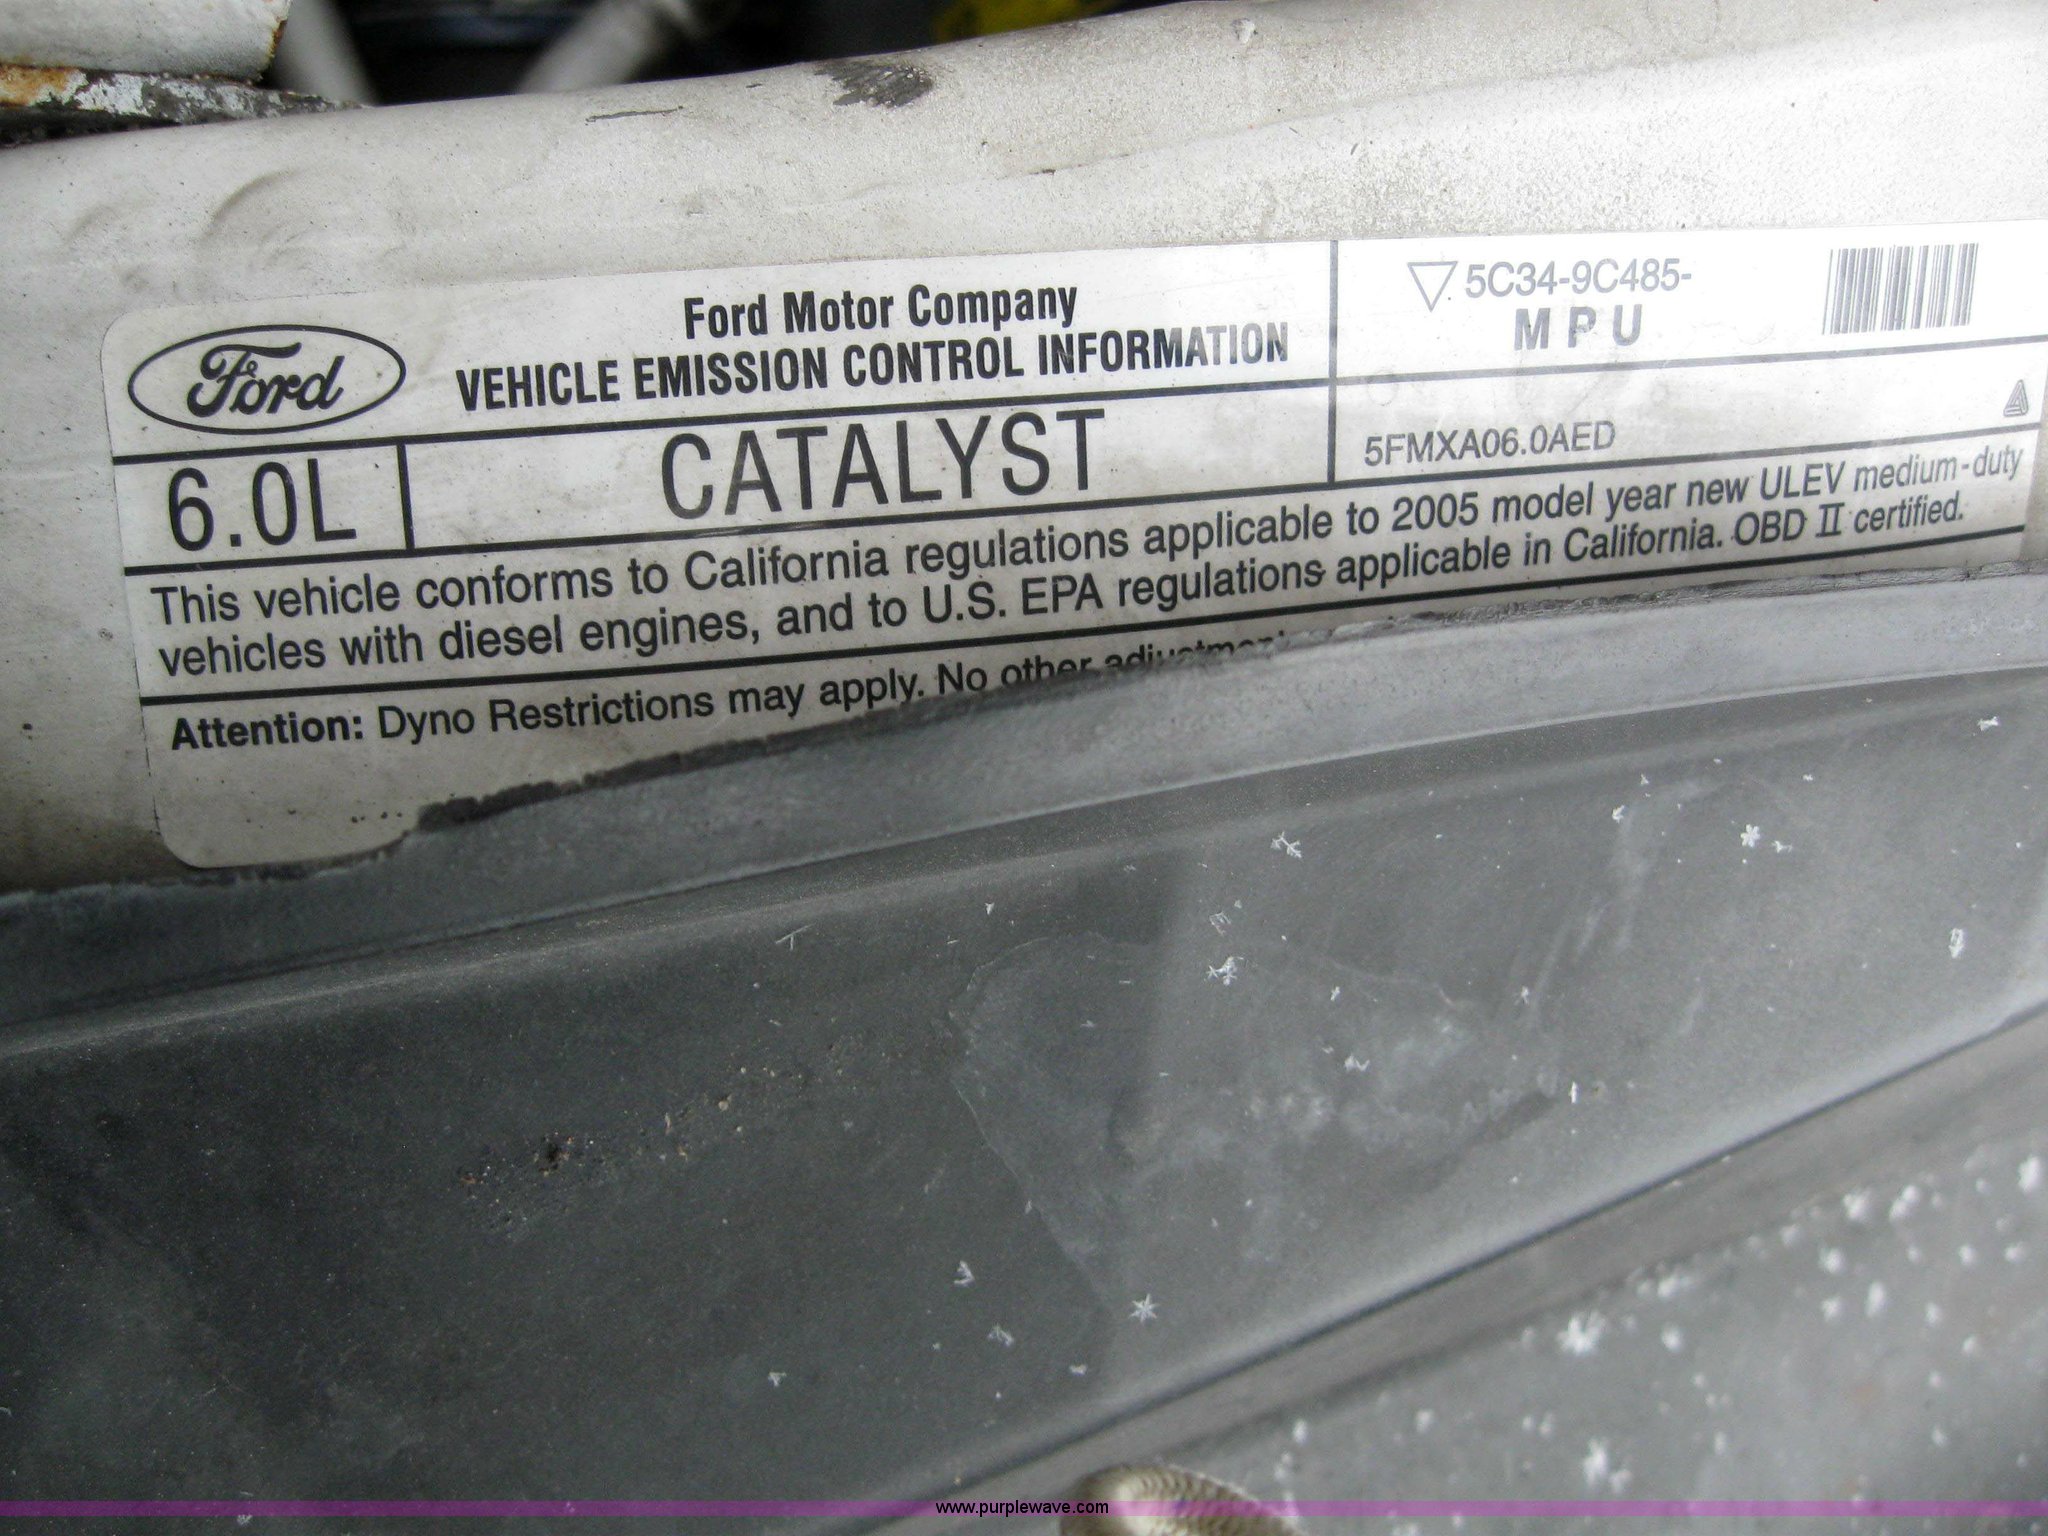 Ford Motor Company
VEHICLE EMISSION CONTROL INFORMATION
Ford
6.0L
CATALYST
5C34-9C485-
MPU
5FMXA06.0AED
This vehicle conforms to California regulations applicable to 2005 model year new ULEV medium-duty
vehicles with diesel engines, and to U.S. EPA regulations applicable in California. OBD II certified.
Attention: Dyno Restrictions may apply. No other
www.purplewave.com